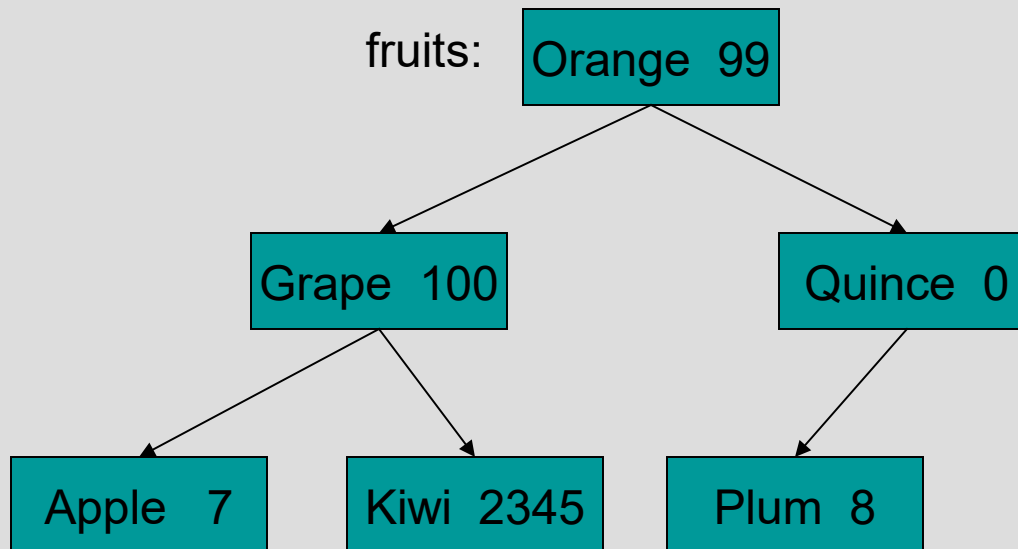 fruits:
Orange 99
Grape 100
Quince 0
Apple 7
Kiwi 2345
Plum 8